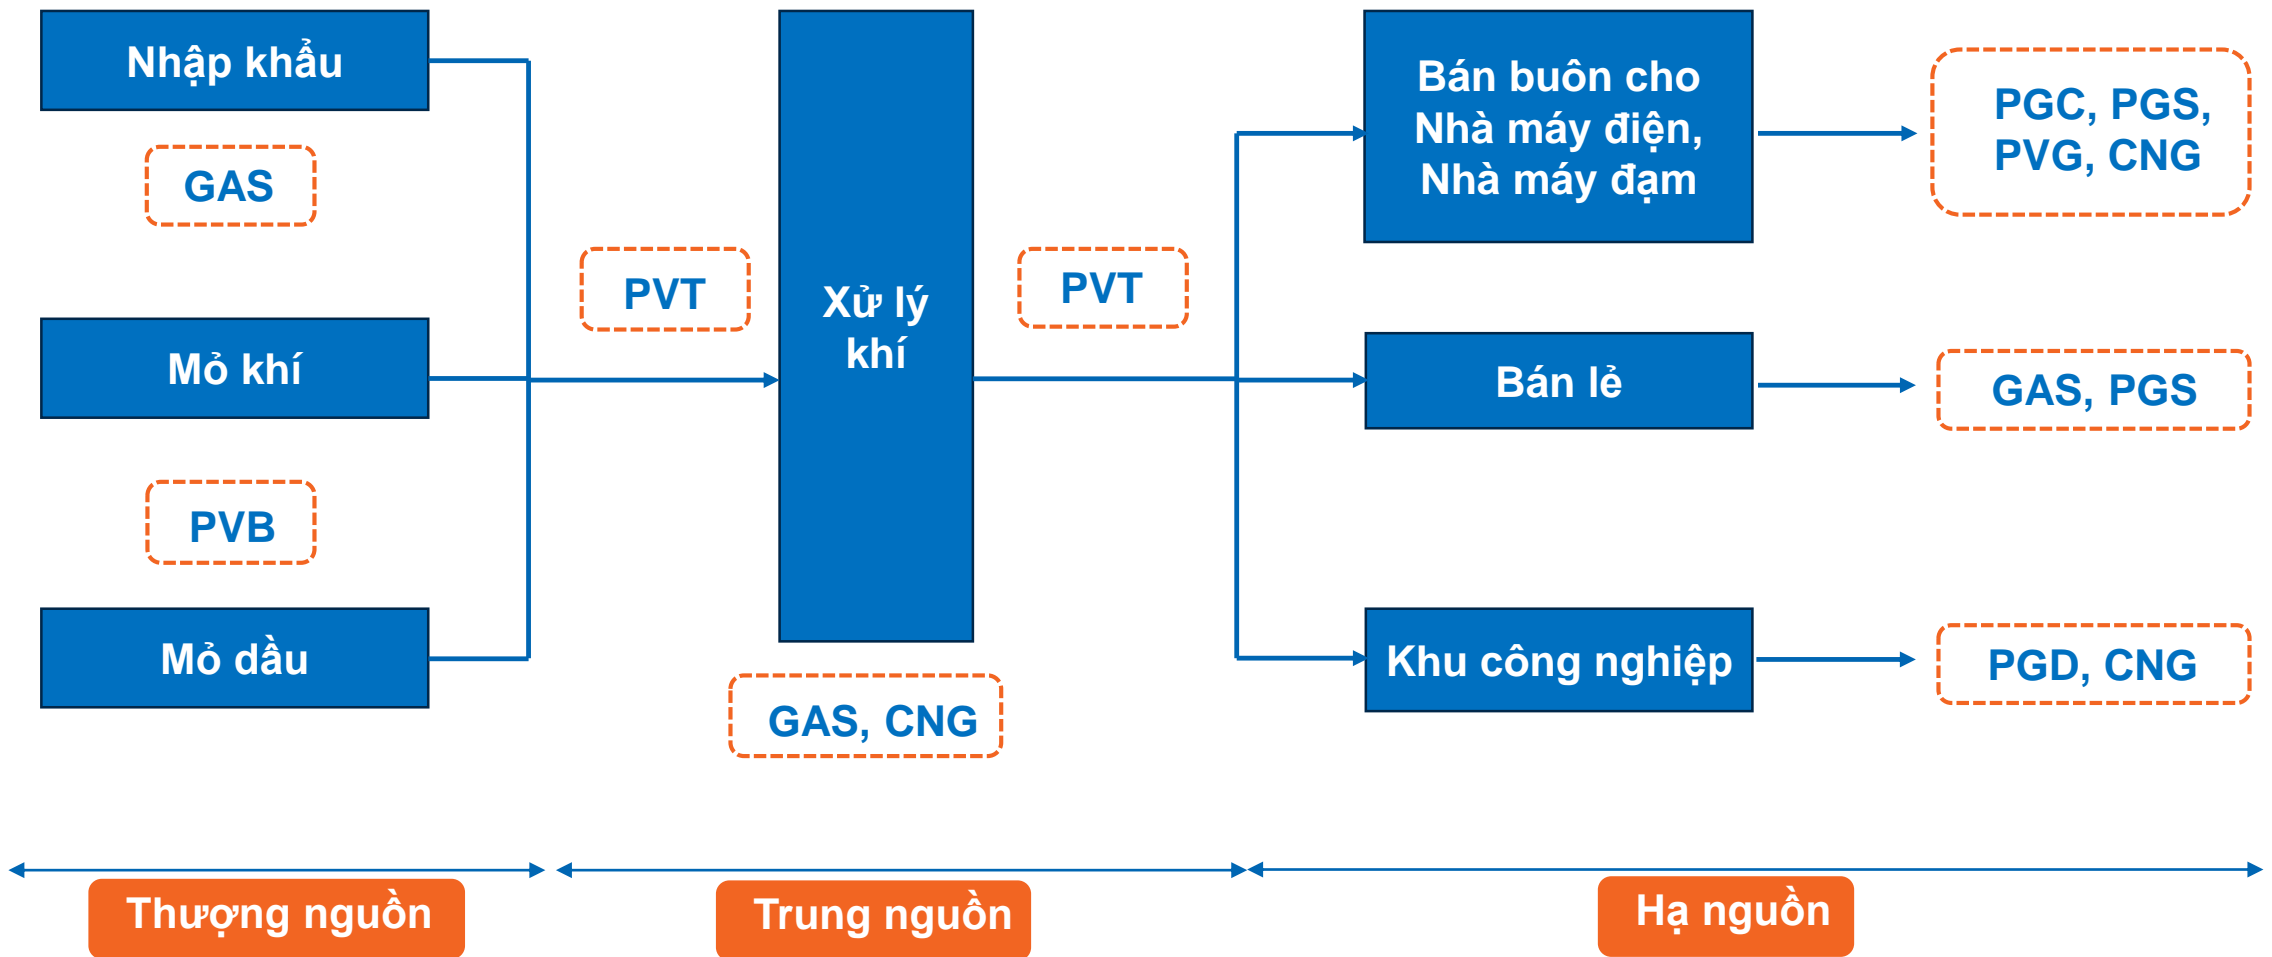 Nhập khẩu
GAS
Mỏ khí
PVB
Mỏ dầu
PVT
Xử lý
khí
GAS, CNG
PVT
Bán buôn cho
Nhà máy điện,
Nhà máy đạm
PGC, PGS,
PVG, CNG
Bán lẻ
GAS, PGS
Khu công nghiệp
PGD, CNG
Thượng nguồn
Trung nguồn
Hạ nguồn